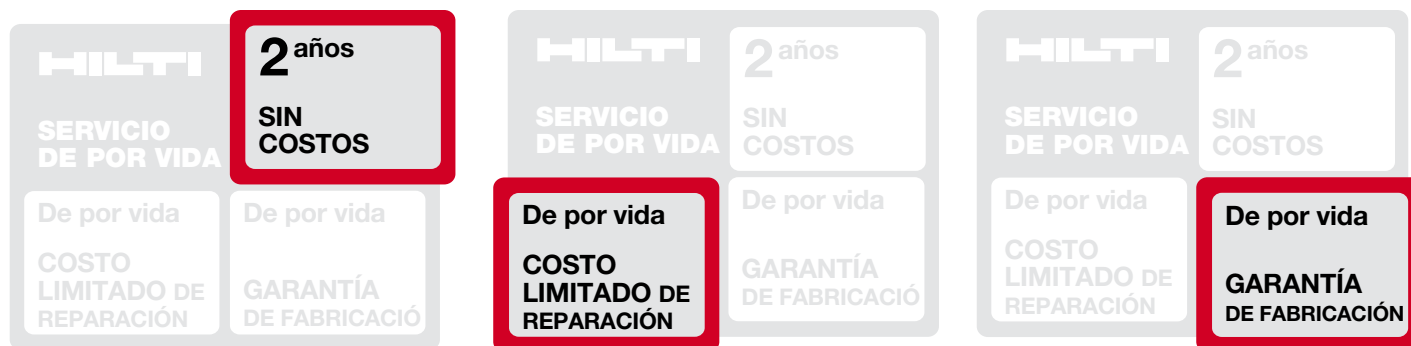 HILTI
SERVICIO
DE POR VIDA
2 años
SIN
COSTOS
De por vida
COSTO
LIMITADO DE
REPARACIÓN
De por vida
GARANTÍA
DE FABRICACIÓ
HILTI
SERVICIO
DE POR VIDA
2 años
SIN
COSTOS
De por vida
COSTO
LIMITADO DE
REPARACIÓN
De por vida
GARANTÍA
DE FABRICACIÓ
HILTI
SERVICIO
DE POR VIDA
2 años
SIN
COSTOS
De por vida
COSTO
LIMITADO DE
REPARACIÓN
De por vida
GARANTÍA
DE FABRICACIÓN